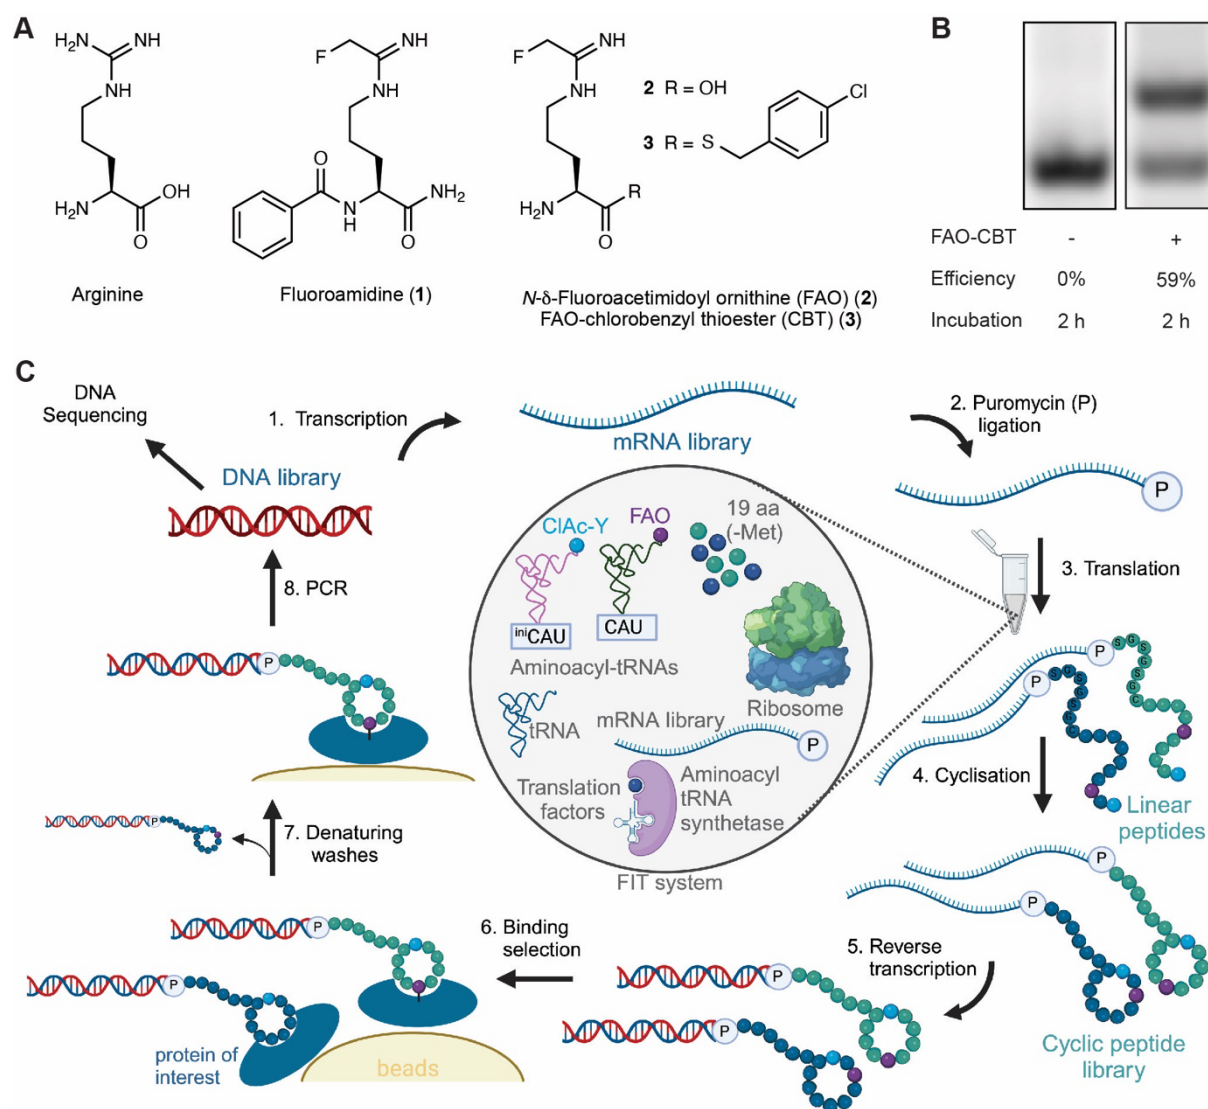 A
H₂N
NH
NH
H₂N
OH
O
Arginine
F
NH
NH
O
N
H
NH₂
O
Fluoroamidine (1)
F
NH
NH
H₂N
R
O
2 R = OH
3 R = S
Cl
N-δ-Fluoroacetimidoyl ornithine (FAO) (2)
FAO-chlorobenzyl thioester (CBT) (3)
B
FAO-CBT - +
Efficiency 0% 59%
Incubation 2 h 2 h
C
DNA
Sequencing
1. Transcription
DNA library
mRNA library
2. Puromycin (P)
ligation
P
ClAc-Y
FAO
19 aa
(-Met)
iniCAU
CAU
Aminoacyl-tRNAs
Ribosome
tRNA
mRNA library
P
Translation
factors
Aminoacyl
tRNA
synthetase
FIT system
3. Translation
P
S
G
S
G
S
G
C
P
S
G
S
G
S
G
C
Linear
peptides
4. Cyclisation
P
P
Cyclic peptide
library
5. Reverse
transcription
P
P
6. Binding
selection
P
P
protein of
interest
beads
7. Denaturing
washes
P
P
8. PCR